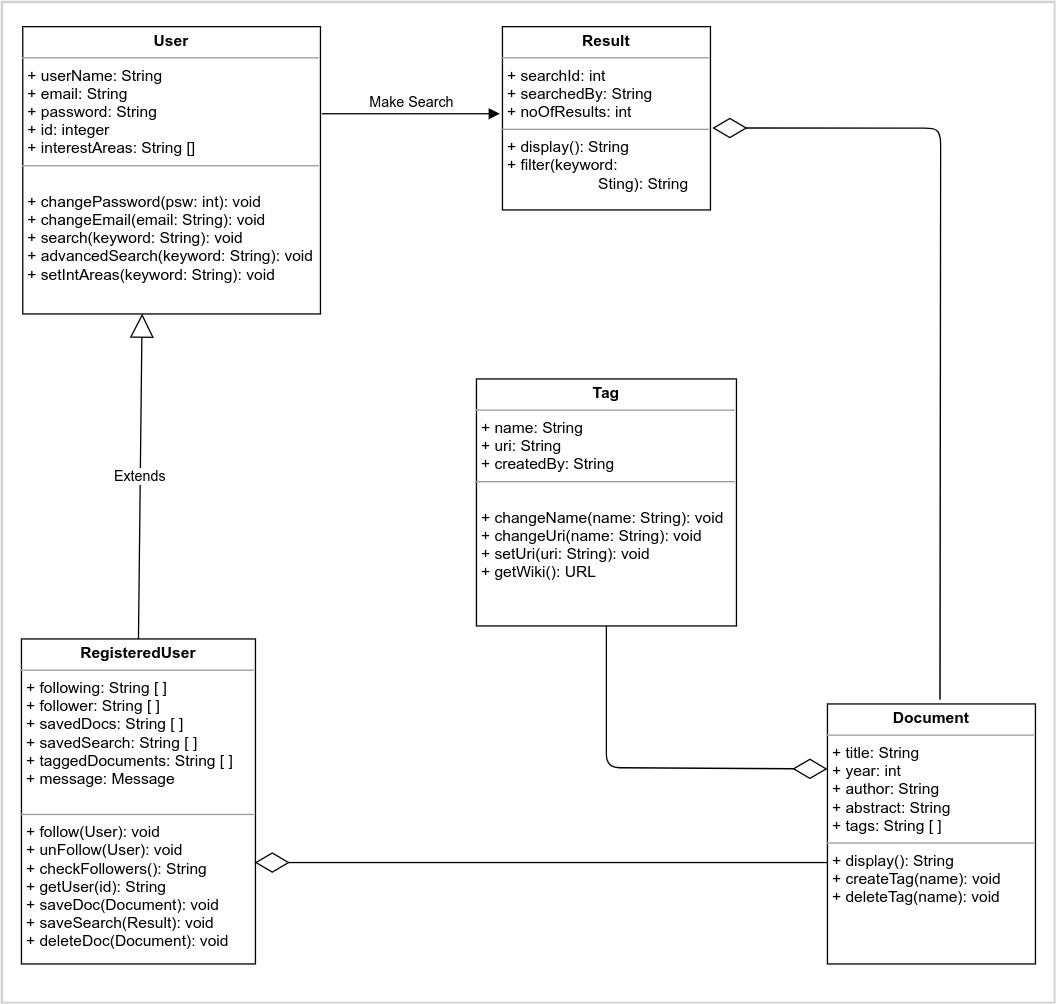 User
+ userName: String
+ email: String
+ password: String
+ id: integer
+ interestAreas: String []
+ changePassword(psw: int): void
+ changeEmail(email: String): void
+ search(keyword: String): void
+ advancedSearch(keyword: String): void
+ setIntAreas(keyword: String): void
Make Search
Result
+ searchId: int
+ searchedBy: String
+ noOfResults: int
+ display(): String
+ filter(keyword:
Sting): String
Extends
Tag
+ name: String
+ uri: String
+ createdBy: String
+ changeName(name: String): void
+ changeUri(name: String): void
+ setUri(uri: String): void
+ getWiki(): URL
RegisteredUser
+ following: String [ ]
+ follower: String [ ]
+ savedDocs: String [ ]
+ savedSearch: String [ ]
+ taggedDocuments: String [ ]
+ message: Message
+ follow(User): void
+ unFollow(User): void
+ checkFollowers(): String
+ getUser(id): String
+ saveDoc(Document): void
+ saveSearch(Result): void
+ deleteDoc(Document): void
Document
+ title: String
+ year: int
+ author: String
+ abstract: String
+ tags: String [ ]
+ display(): String
+ createTag(name): void
+ deleteTag(name): void